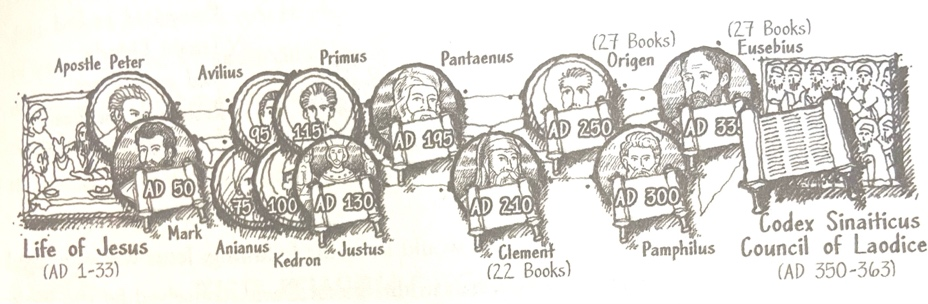 (27 Books)
(27 Books)
Apostle Peter
Avilius
Primus
Pantaenus
Origen
Eusebius
AD 50
95
115
75
100
AD 130
AD 195
AD 210
AD 250
AD 300
AD 33
Life of Jesus
(AD 1-33)
Mark
Anianus
Kedron
Justus
Clement
(22 Books)
Pamphilus
Codex Sinaiticus
Council of Laodice
(AD 350-363)